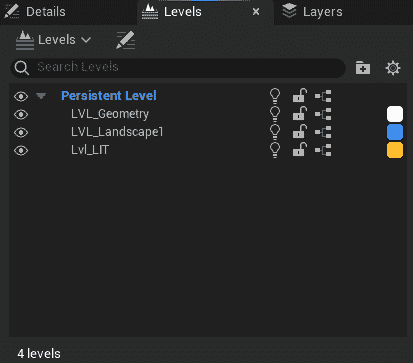 Details
Levels
Layers
Levels
Search Levels
Persistent Level
LVL_Geometry
LVL_Landscape1
Lvl_LIT
4 levels